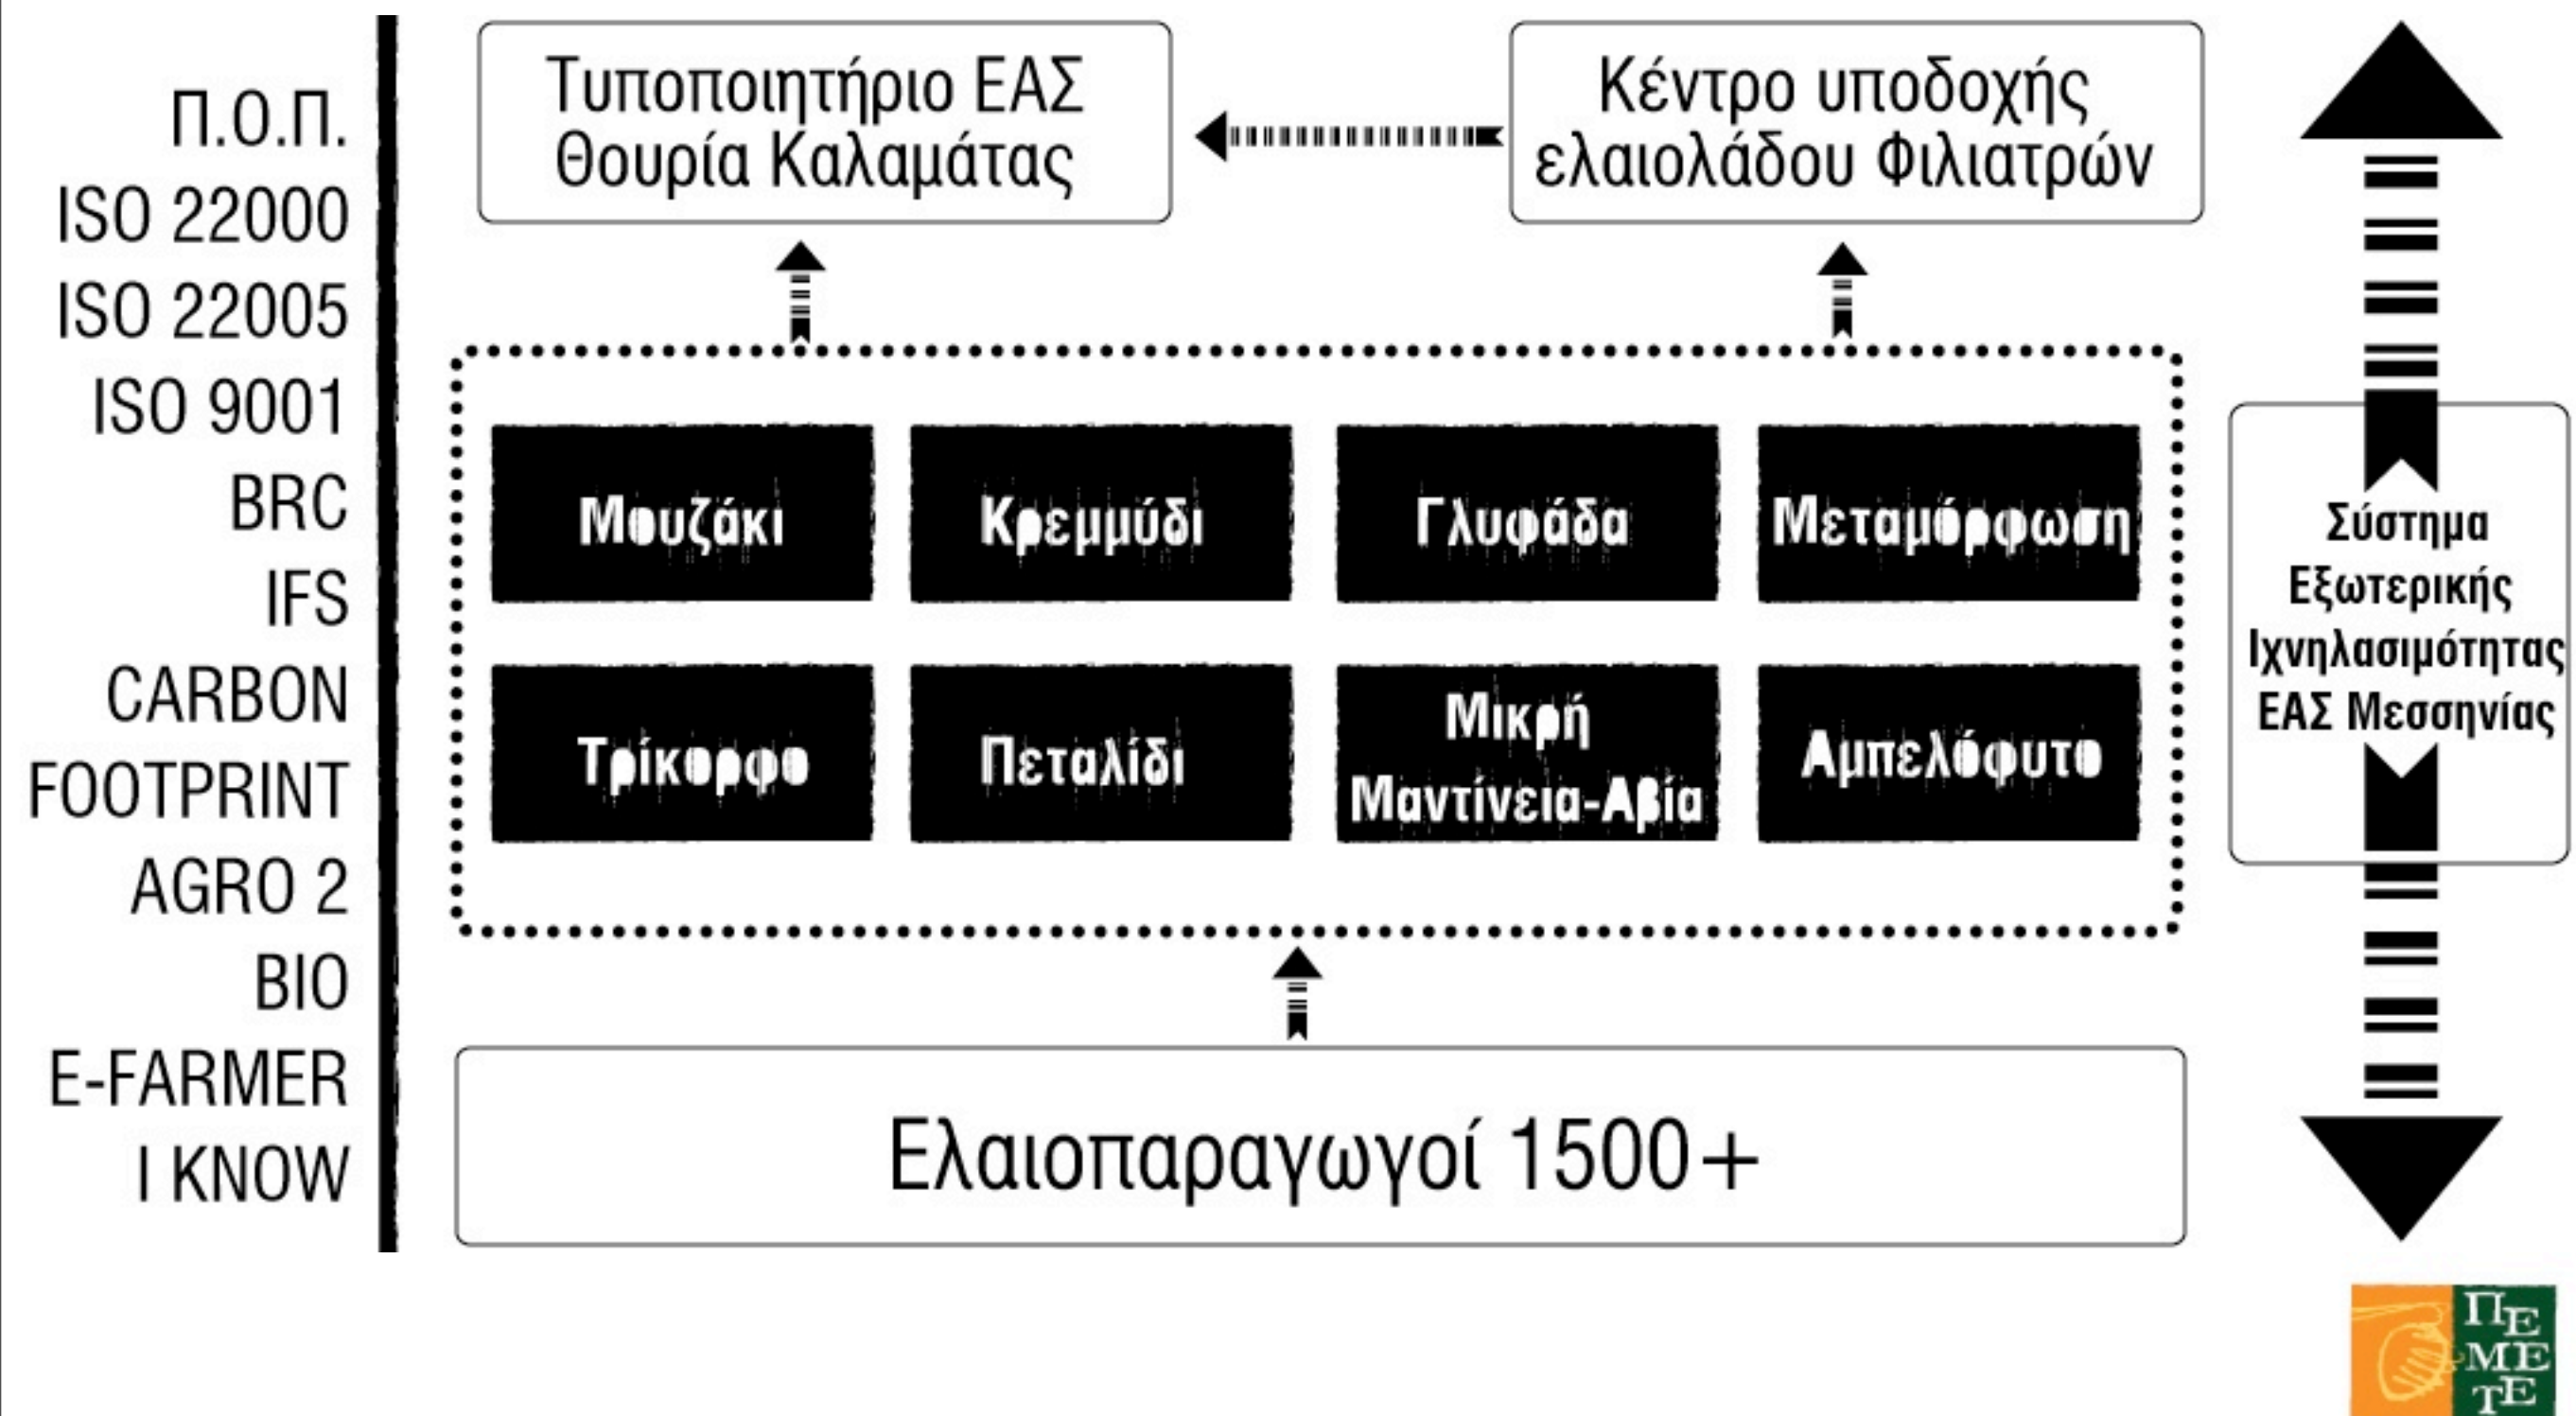 Π.Ο.Π.
ISO 22000
ISO 22005
ISO 9001
BRC
IFS
CARBON
FOOTPRINT
AGRO 2
BIO
E-FARMER
I KNOW
Τυποποιητήριο ΕΑΣ
Θουρία Καλαμάτας
Κέντρο υποδοχής
ελαιολάδου Φιλιατρών
Μουζάκι
Κρεμμύδι
Γλυφάδα
Μεταμόρφωση
Τρίκορφο
Πεταλίδι
Μικρή
Μαντίνεια-Αβία
Αμπελόφυτο
Ελαιοπαραγωγοί 1500+
Σύστημα
Εξωτερικής
Ιχνηλασιμότητας
ΕΑΣ Μεσσηνίας
ΠΕ
ΜΕ
ΤΕ